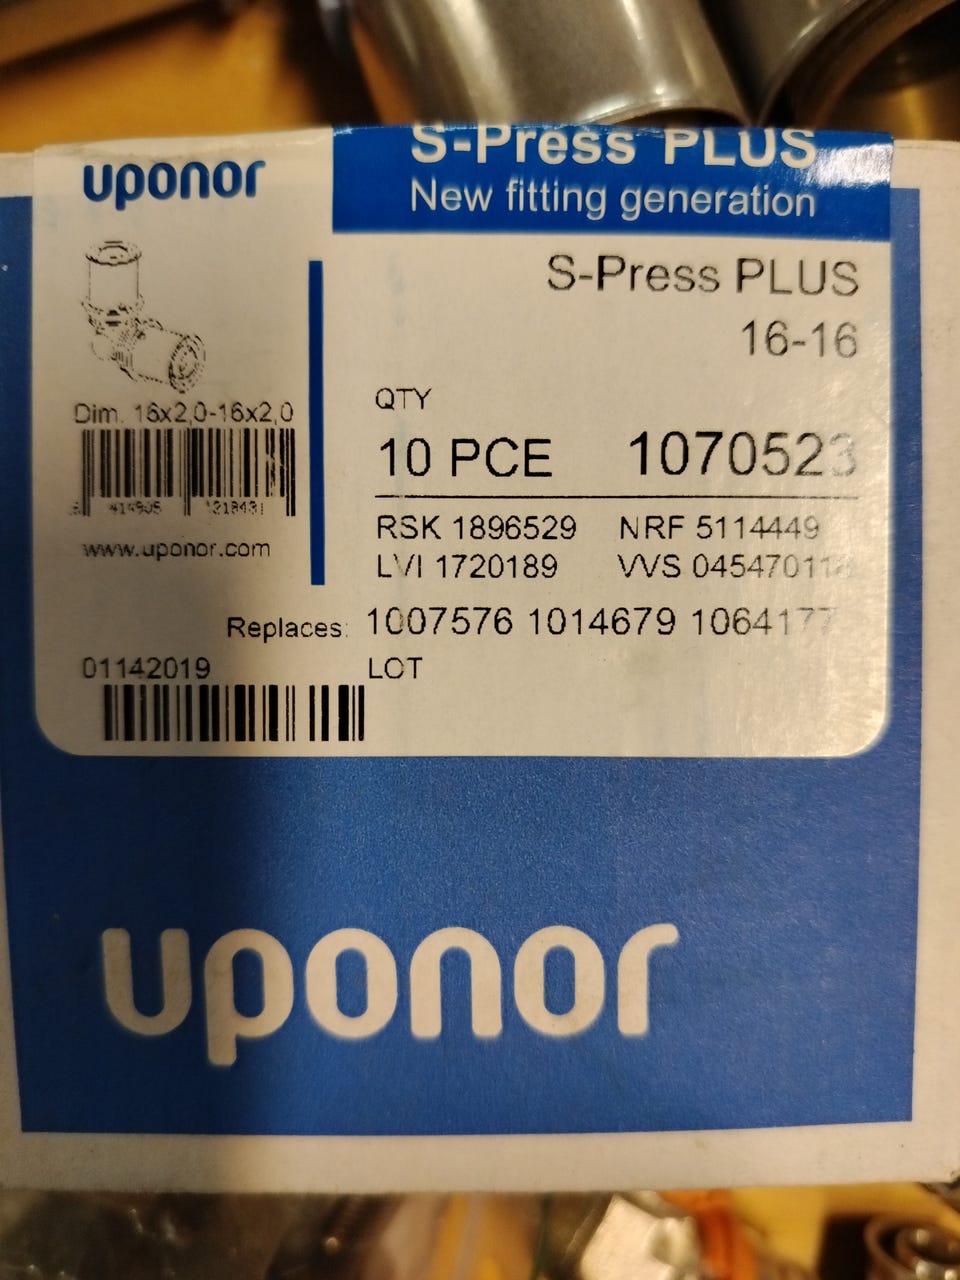 S-Press PLUS
uponor
New fitting generation
S-Press PLUS
16-16
QTY
Dim. 16x2,0-16x2,0
10 PCE 1070523
RSK 1896529 NRF 5114449
www.uponor.com
LVI 1720189 VVS
Replaces: 1007576 1014679 1064177
01142019 LOT
uponor